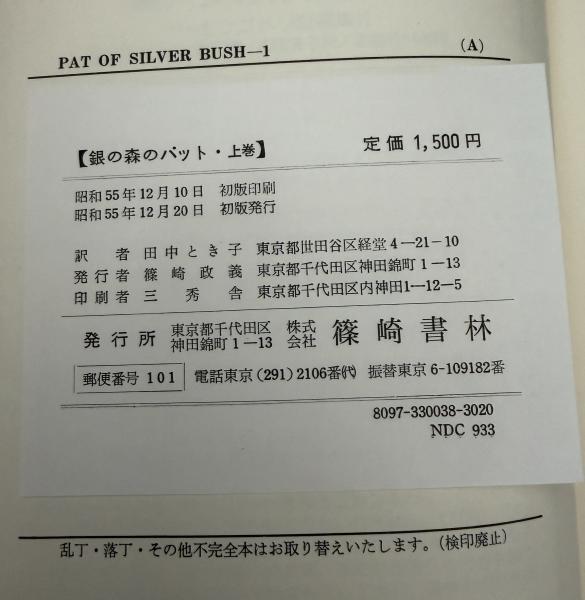 PAT OF SILVER BUSH—1 (A)
【銀の森のパット・上巻】 定価 1,500円
昭和55年12月10日 初版印刷
昭和55年12月20日 初版発行
訳者 田中とき子 東京都世田谷区経堂4—21-10
発行者 篠崎政義 東京都千代田区神田錦町1—13
印刷者 三秀舎 東京都千代田区内神田1—12-5
発行所 東京都千代田区神田錦町1—13 株式会社 篠崎書林
郵便番号101 電話東京(291)2106番(代) 振替東京6-109182番
8097-330038-3020
NDC 933
乱丁・落丁・その他不完全本はお取り替えいたします。(検印廃止)